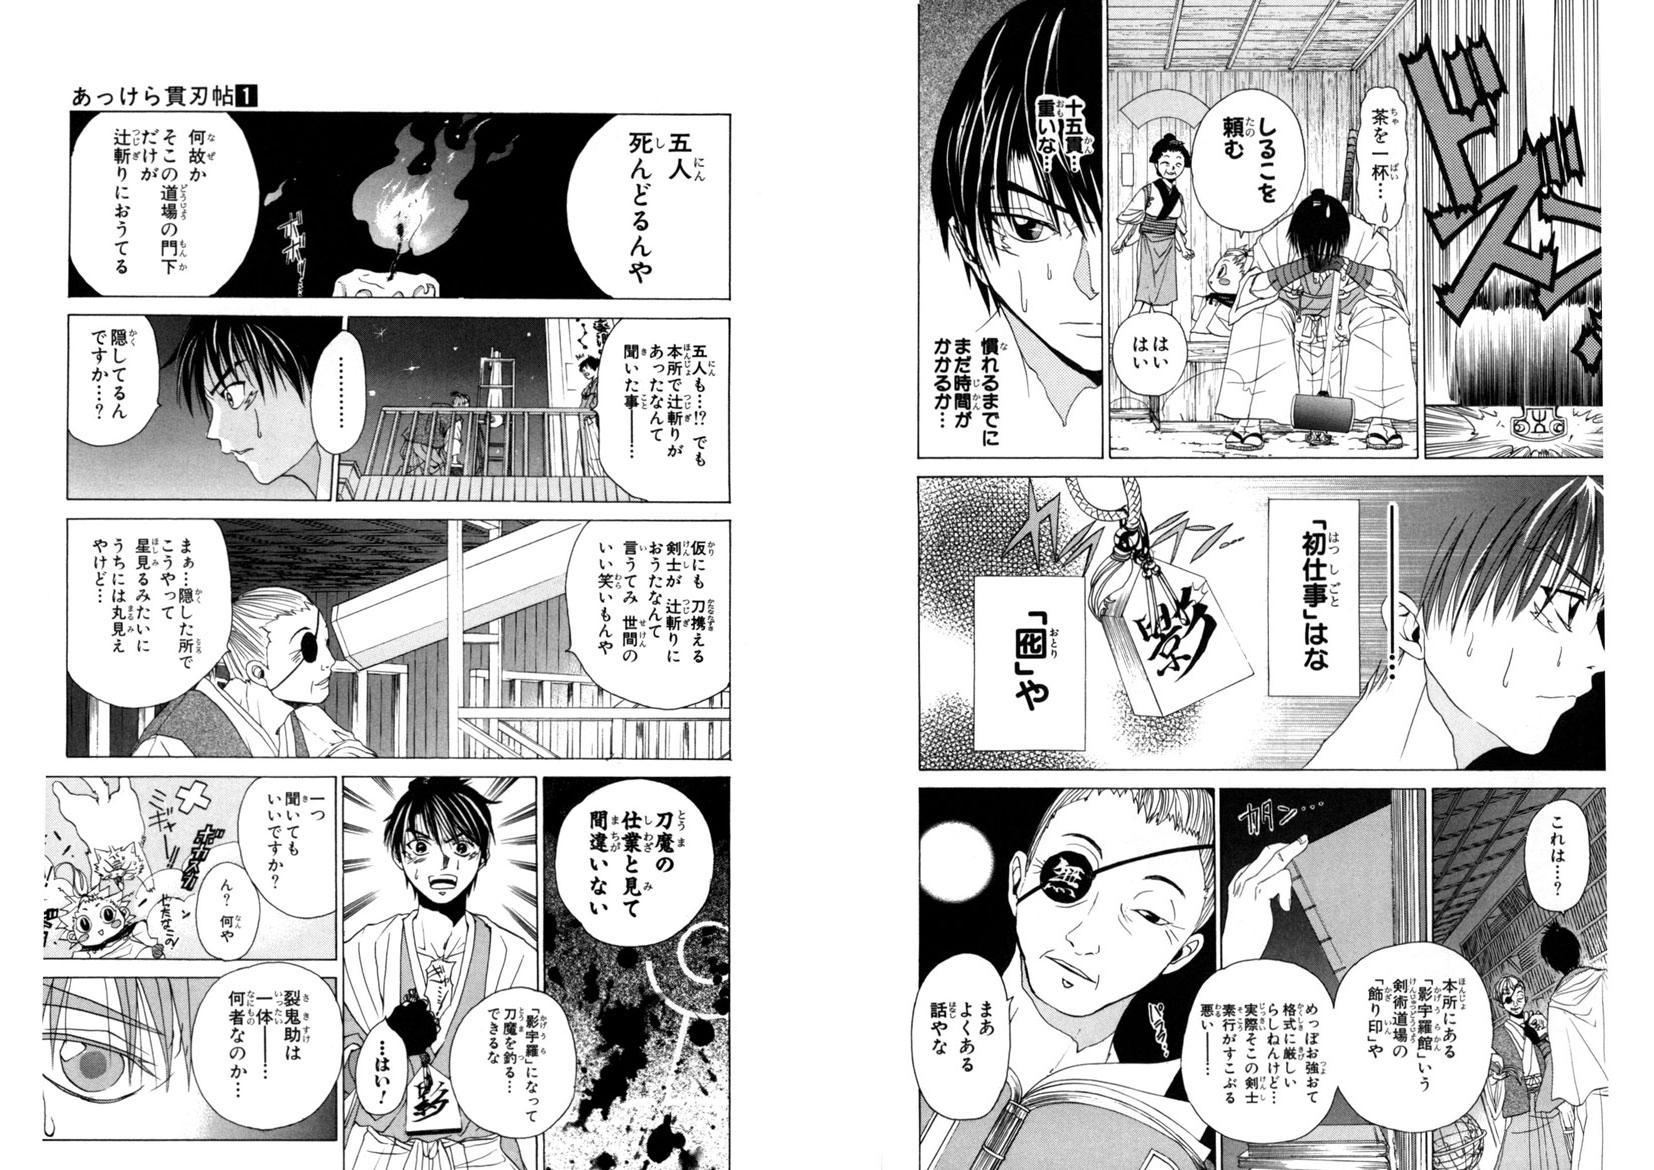 ドズン
茶を一杯…
しるこを
頼む
はい
はい
十五貫…
重いな…
慣れるまでに
まだ時間が
かかるか…
―――…
「初仕事」はな
「囮」や
影
これは…?
本所にある
「影宇羅館」いう
剣術道場の
「飾り印」や
めっぽお強おて
格式に厳しい
らしねんけど…
実際そこの剣士
素行がすこぶる
悪い―――
カタン…
パラ…
無
まあ
よくある
話やな
あっけら貫刃帖1
五人
死んどるんや
ボボッ
何故か
そこの道場の門下
だけが
辻斬りにおうてる
五人も…!? でも
本所で辻斬りが
あったなんて
聞いた事―――
…………
隠してるん
ですか…?
仮にも 刀携える
剣士が 辻斬りに
おうたなんて
言うてみ 世間の
いい笑いもんや
まぁ…隠した所で
こうやって
星見るみたいに
うちには丸見え
やけど…
刀魔の
仕業と見て
間違いない
「影宇羅」になって
刀魔を釣る…
できるな
…はい!
影
一つ
聞いても
いいですか?
ん? 何や
ギャー
裂鬼助は
一体―――
何者なのか…